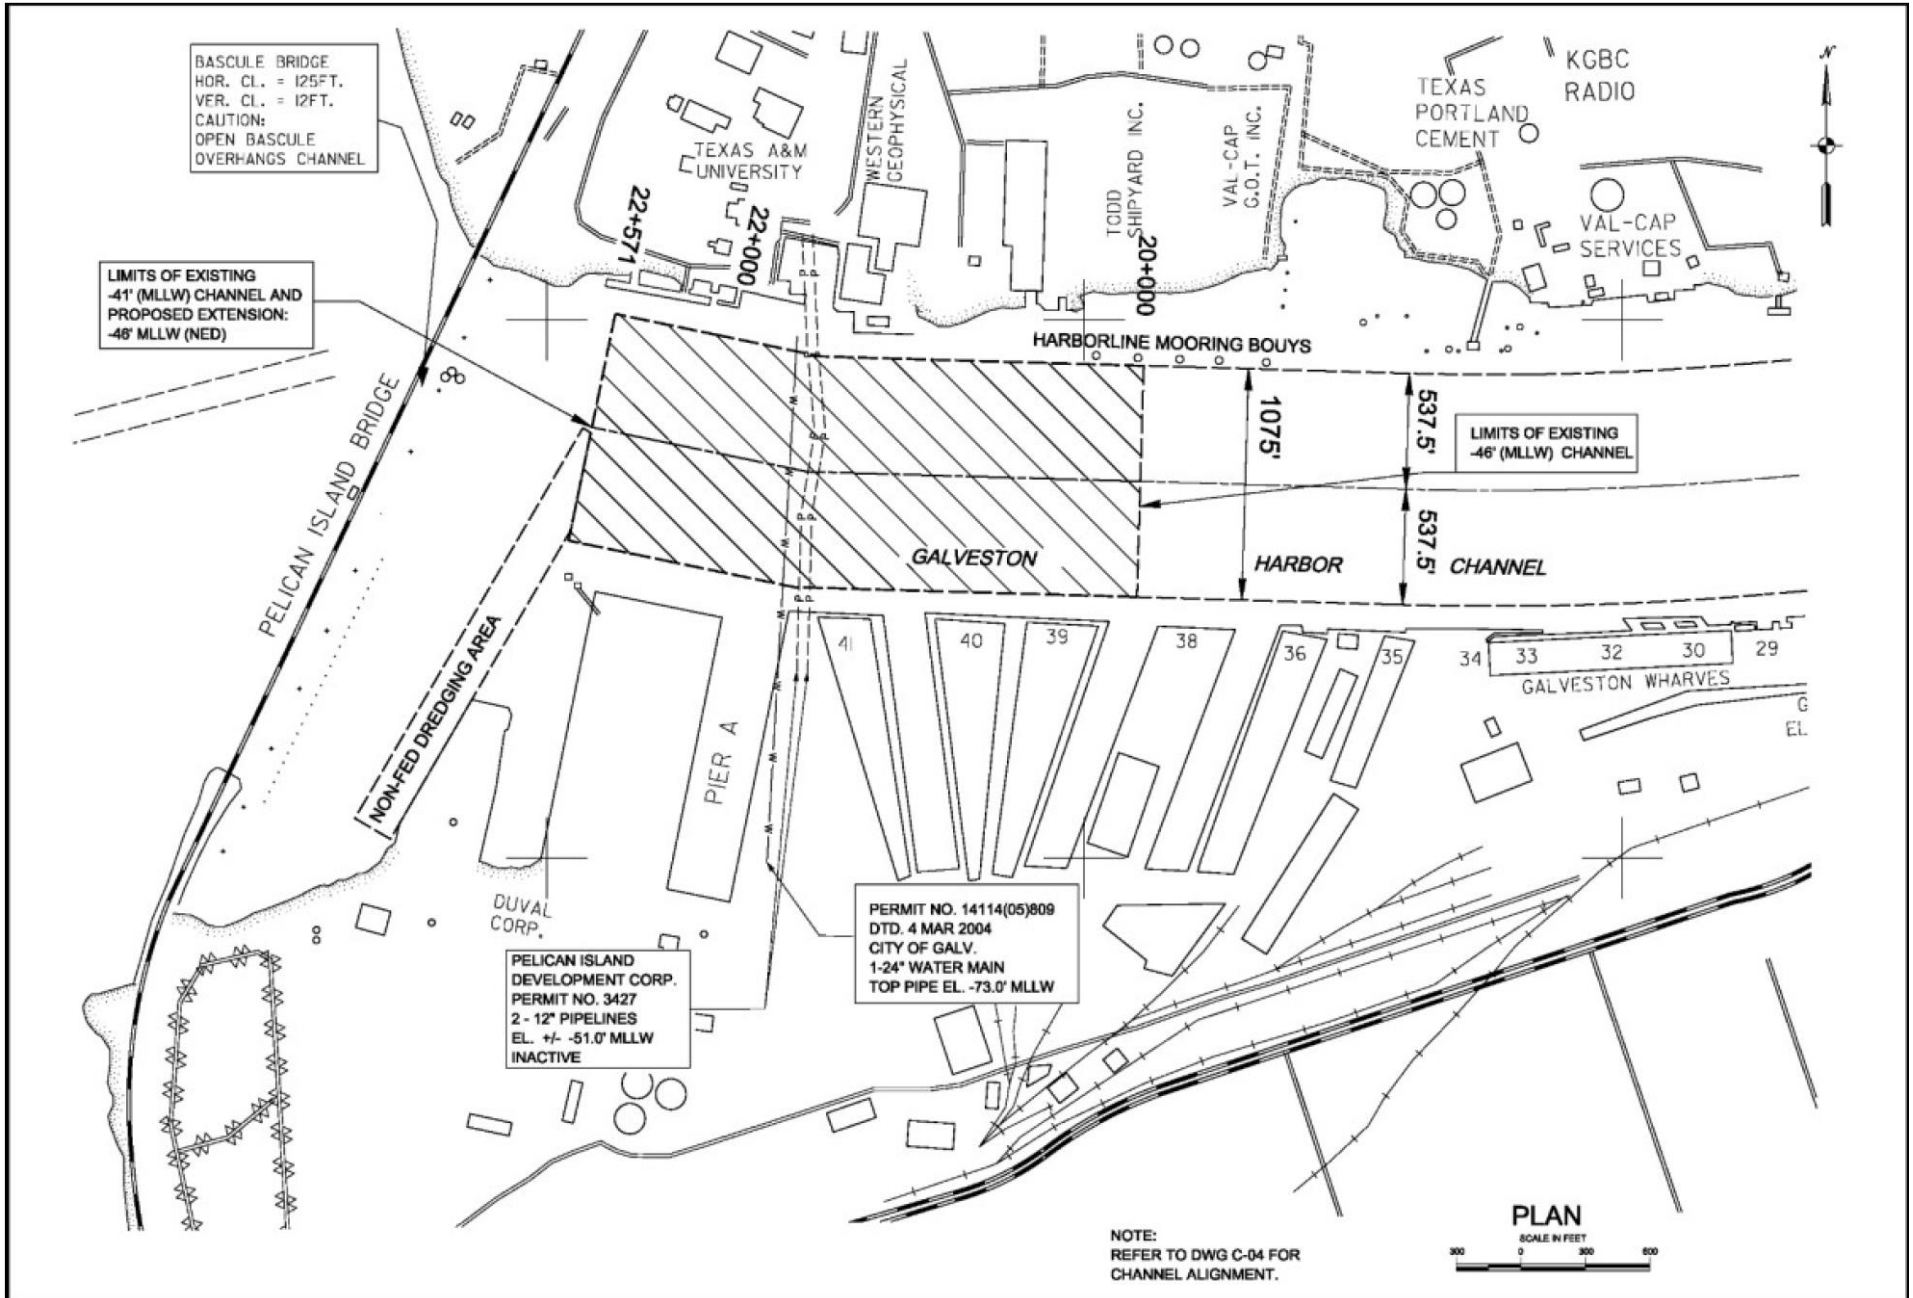 BASCULE BRIDGE
HOR. CL. = 125FT.
VER. CL. = 12FT.
CAUTION:
OPEN BASCULE
OVERHANGS CHANNEL
LIMITS OF EXISTING
-41' (MLLW) CHANNEL AND
PROPOSED EXTENSION:
-46' MLLW (NED)
TEXAS A&M
UNIVERSITY
WESTERN
GEOPHYSICAL
TODD
SHIPYARD INC.
VAL-CAP
G.O.T. INC.
TEXAS
PORTLAND
CEMENT
KGBC
RADIO
VAL-CAP
SERVICES
N
22+571
22+000
20+000
HARBORLINE MOORING BOUYS
1075'
537.5'
537.5'
LIMITS OF EXISTING
-46' (MLLW) CHANNEL
GALVESTON HARBOR CHANNEL
PELICAN ISLAND BRIDGE
NON-FED DREDGING AREA
PIER A
41
40
39
38
36
35
34
33
32
30
29
GALVESTON WHARVES
G
EL
DUVAL
CORP.
PELICAN ISLAND
DEVELOPMENT CORP.
PERMIT NO. 3427
2 - 12" PIPELINES
EL. +/- -51.0' MLLW
INACTIVE
PERMIT NO. 14114(05)809
DTD. 4 MAR 2004
CITY OF GALV.
1-24" WATER MAIN
TOP PIPE EL. -73.0' MLLW
NOTE:
REFER TO DWG C-04 FOR
CHANNEL ALIGNMENT.
PLAN
SCALE IN FEET
300 0 300 600